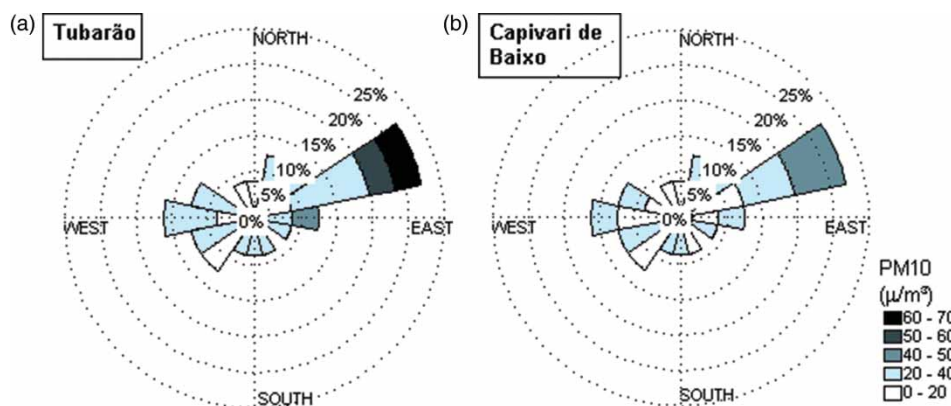 (a)
Tubarão
NORTH
25%
20%
15%
10%
5%
0%
WEST
EAST
SOUTH
(b)
Capivari de
Baixo
NORTH
25%
20%
15%
10%
5%
0%
WEST
EAST
SOUTH
PM10
(µ/m³)
60 - 70
50 - 60
40 - 50
20 - 40
0 - 20